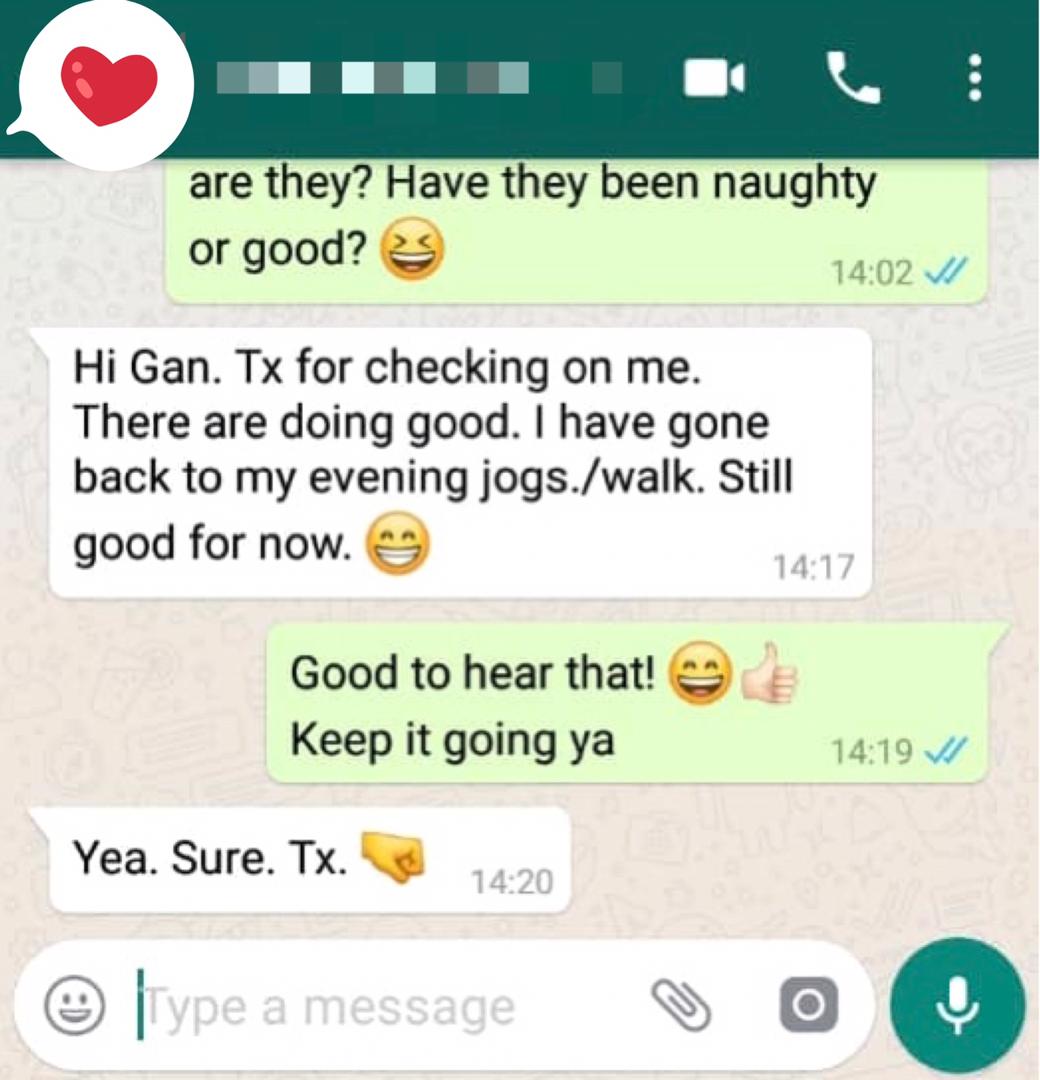 are they? Have they been naughty
or good? 😆
14:02
Hi Gan. Tx for checking on me.
There are doing good. I have gone
back to my evening jogs./walk. Still
good for now. 😁
14:17
Good to hear that! 😄👍🏻
Keep it going ya
14:19
Yea. Sure. Tx. 🤜
14:20
Type a message